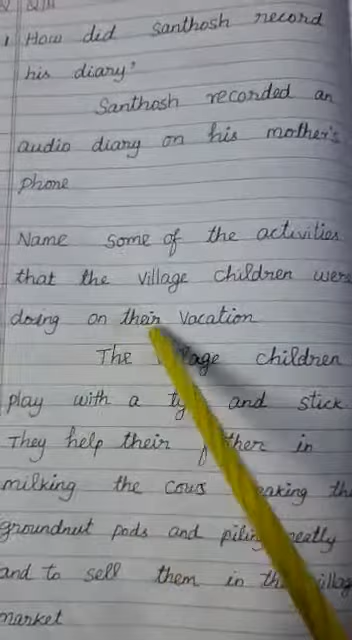 1. How did Santhosh record
his diary?
Santhosh recorded an
audio diary on his mother's
phone
Name some of the activities
that the village children were
doing on their vacation
The children
play with a and stick
They help their in
milking the cows the
groundnut pods and piling neatly
and to sell them in the
market